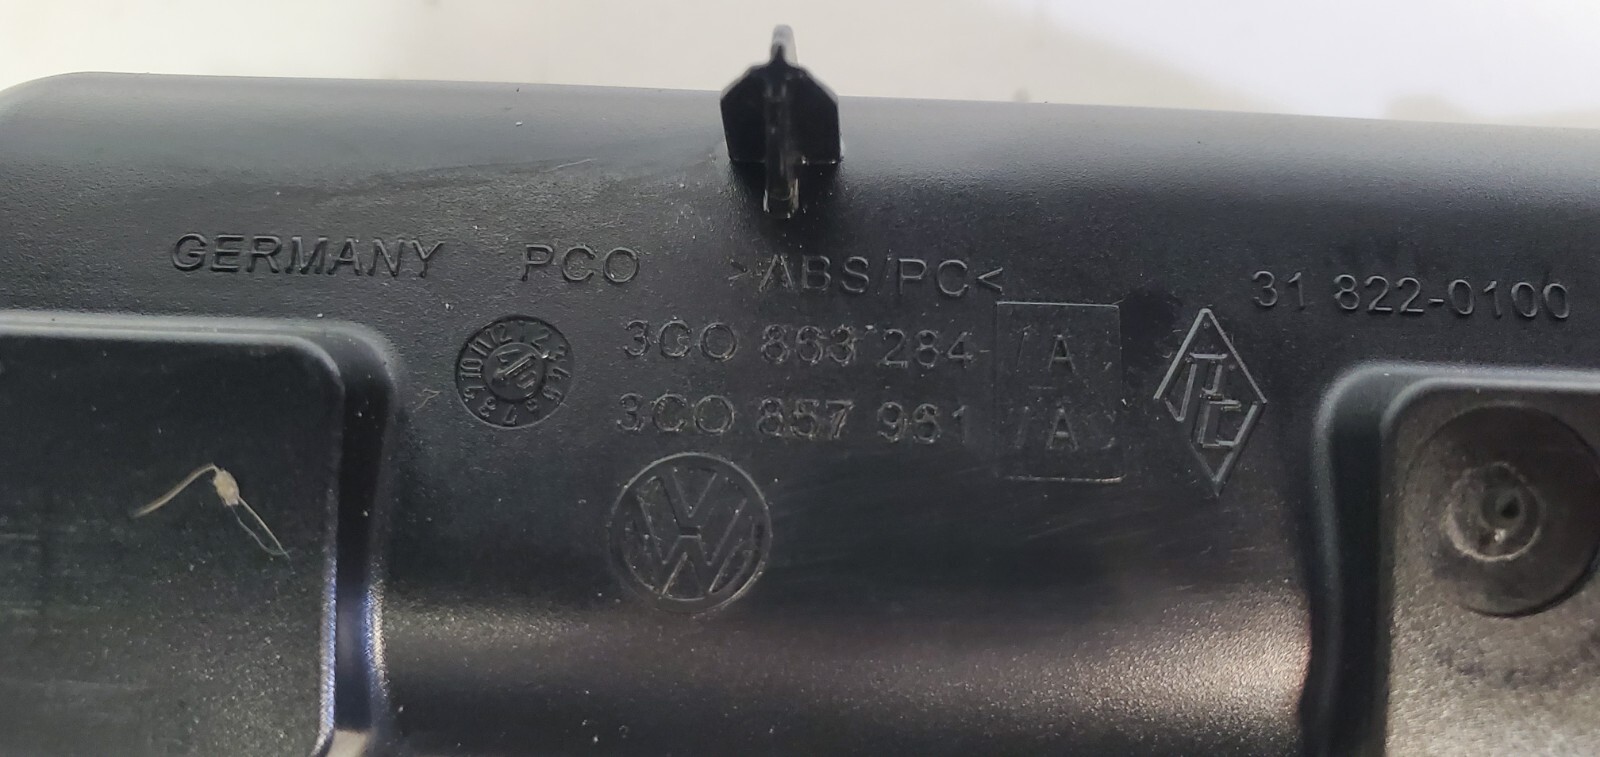 GERMANY PCO >ABS/PC< 31 822-0100
3C0 863 284 A
3C0 857 961 A